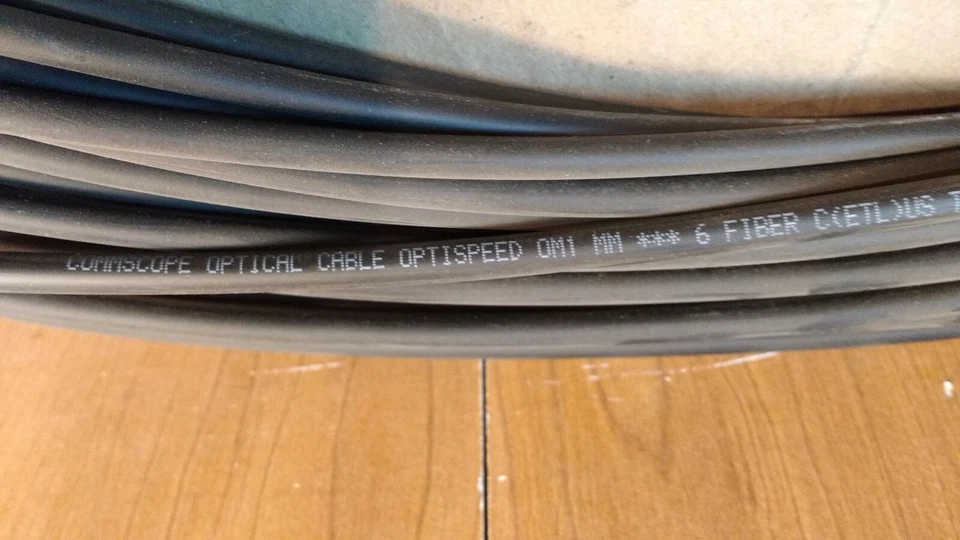 COMMSCOPE OPTICAL CABLE OPTISPEED OM1 MM *** 6 FIBER C(ETL)US